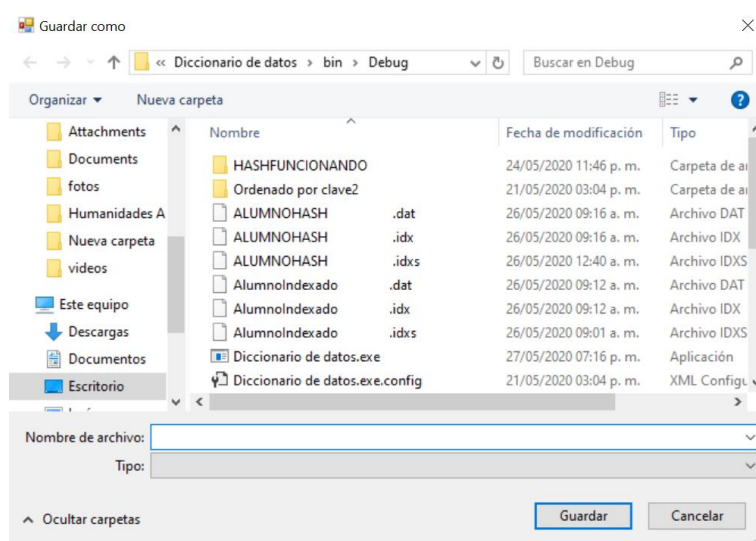 Guardar como
« Diccionario de datos › bin › Debug
Buscar en Debug
Organizar
Nueva carpeta
?
Attachments
Documents
fotos
Humanidades A
Nueva carpeta
videos
Este equipo
Descargas
Documentos
Escritorio
Nombre Fecha de modificación Tipo
HASHFUNCIONANDO 24/05/2020 11:46 p. m. Carpeta de ar
Ordenado por clave2 21/05/2020 03:04 p. m. Carpeta de ar
ALUMNOHASH .dat 26/05/2020 09:16 a. m. Archivo DAT
ALUMNOHASH .idx 26/05/2020 09:16 a. m. Archivo IDX
ALUMNOHASH .idxs 26/05/2020 12:40 a. m. Archivo IDXS
AlumnoIndexado .dat 26/05/2020 09:12 a. m. Archivo DAT
AlumnoIndexado .idx 26/05/2020 09:12 a. m. Archivo IDX
AlumnoIndexado .idxs 26/05/2020 09:01 a. m. Archivo IDXS
Diccionario de datos.exe 27/05/2020 07:16 p. m. Aplicación
Diccionario de datos.exe.config 21/05/2020 03:04 p. m. XML Configu
Nombre de archivo:
Tipo:
Ocultar carpetas
Guardar
Cancelar